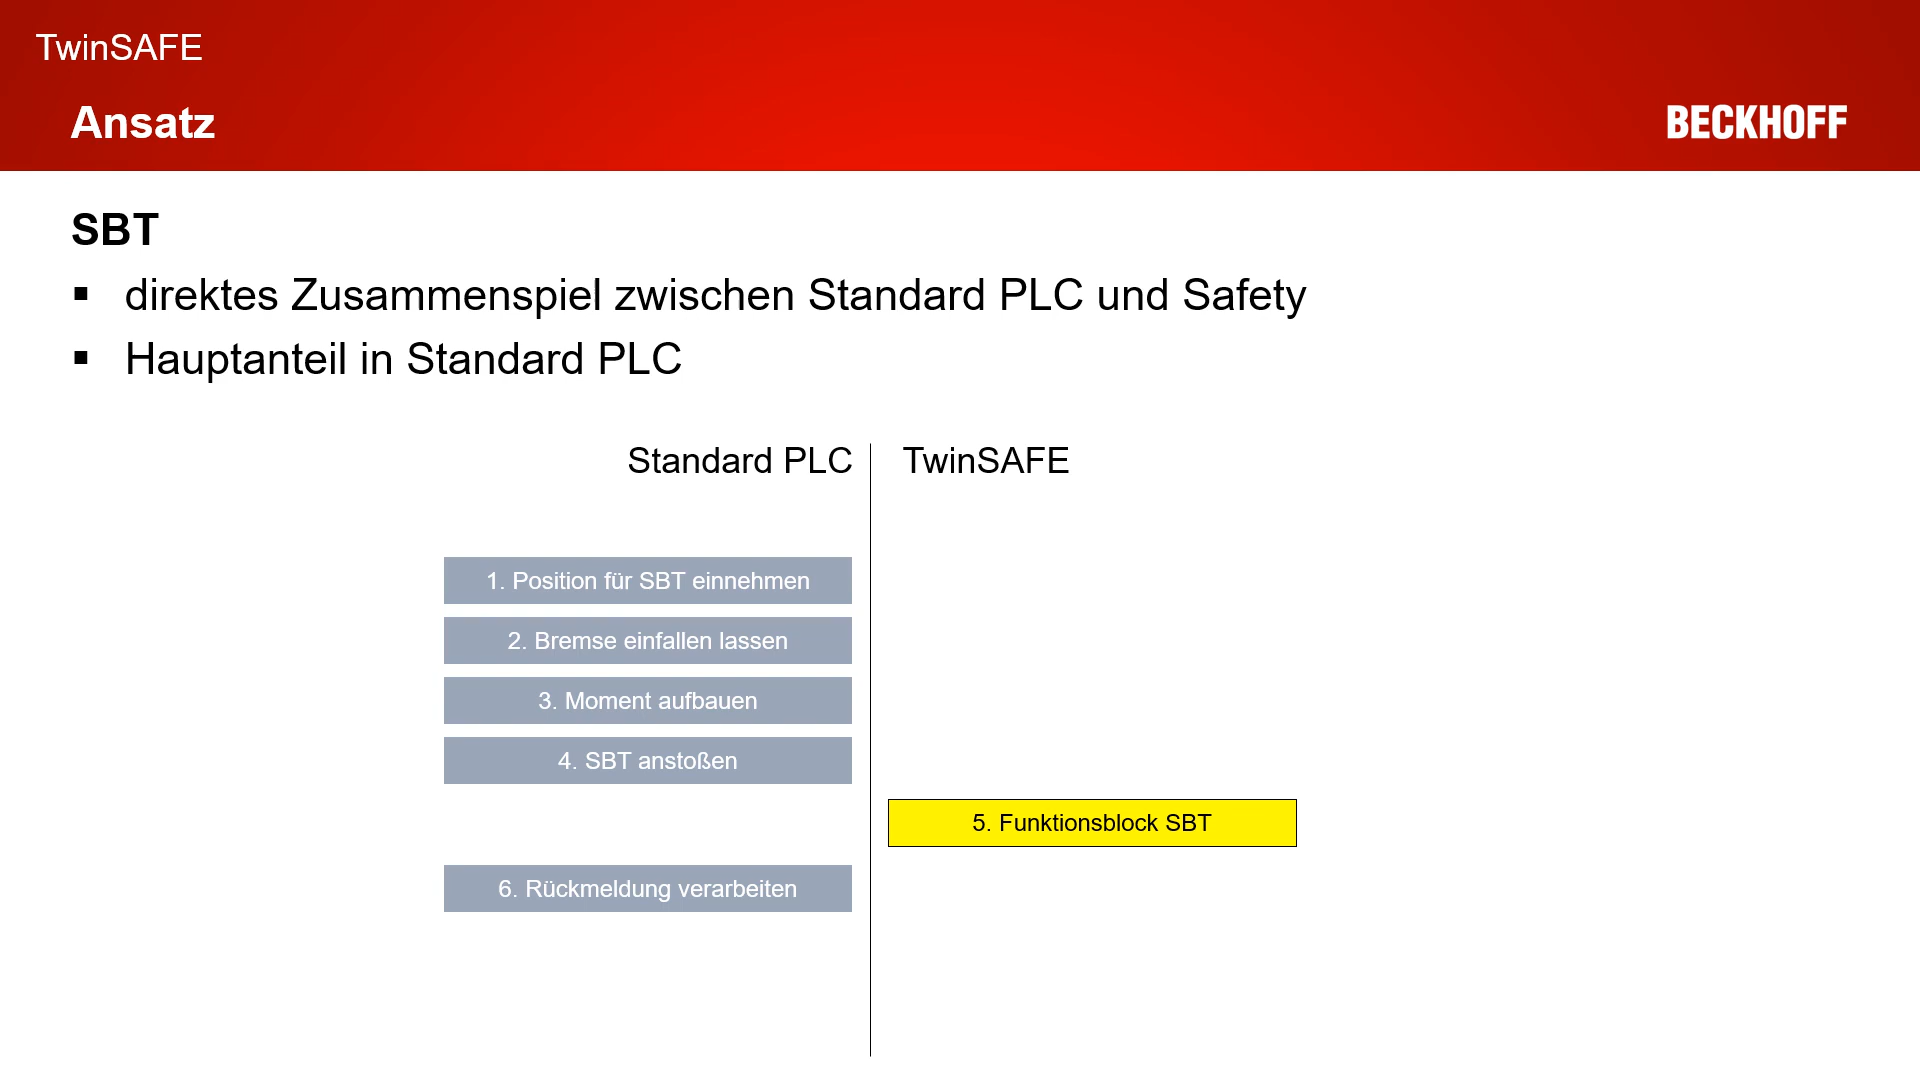 TwinSAFE
Ansatz
BECKHOFF
SBT
▪ direktes Zusammenspiel zwischen Standard PLC und Safety
▪ Hauptanteil in Standard PLC
Standard PLC
TwinSAFE
1. Position für SBT einnehmen
2. Bremse einfallen lassen
3. Moment aufbauen
4. SBT anstoßen
5. Funktionsblock SBT
6. Rückmeldung verarbeiten